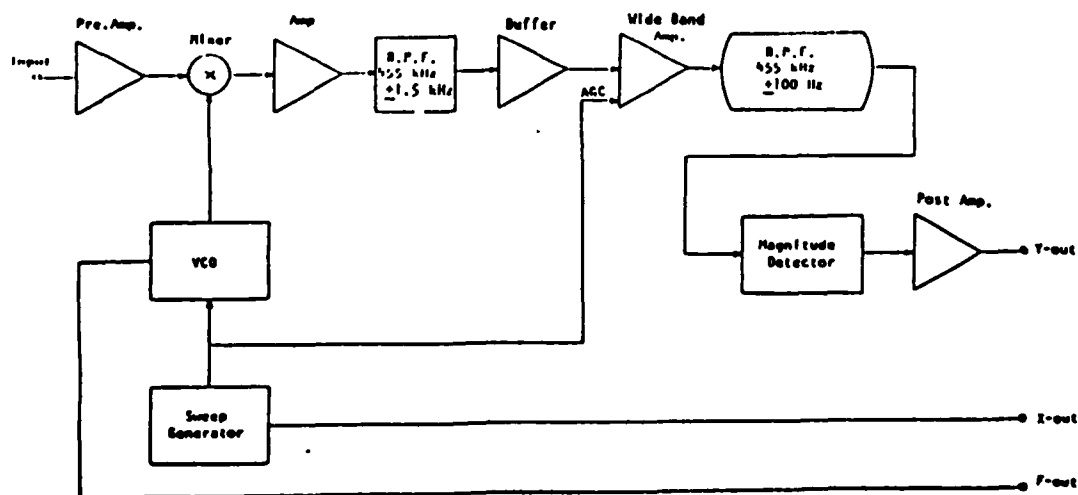 Pre.Amp.
Input
Mixer
Amp
B.P.F.
455 kHz
±1.5 kHz
Buffer
Wide Band
Amp.
AGC
B.P.F.
455 kHz
±100 Hz
VCO
Sweep
Generator
Magnitude
Detector
Post Amp.
Y-out
X-out
F-out